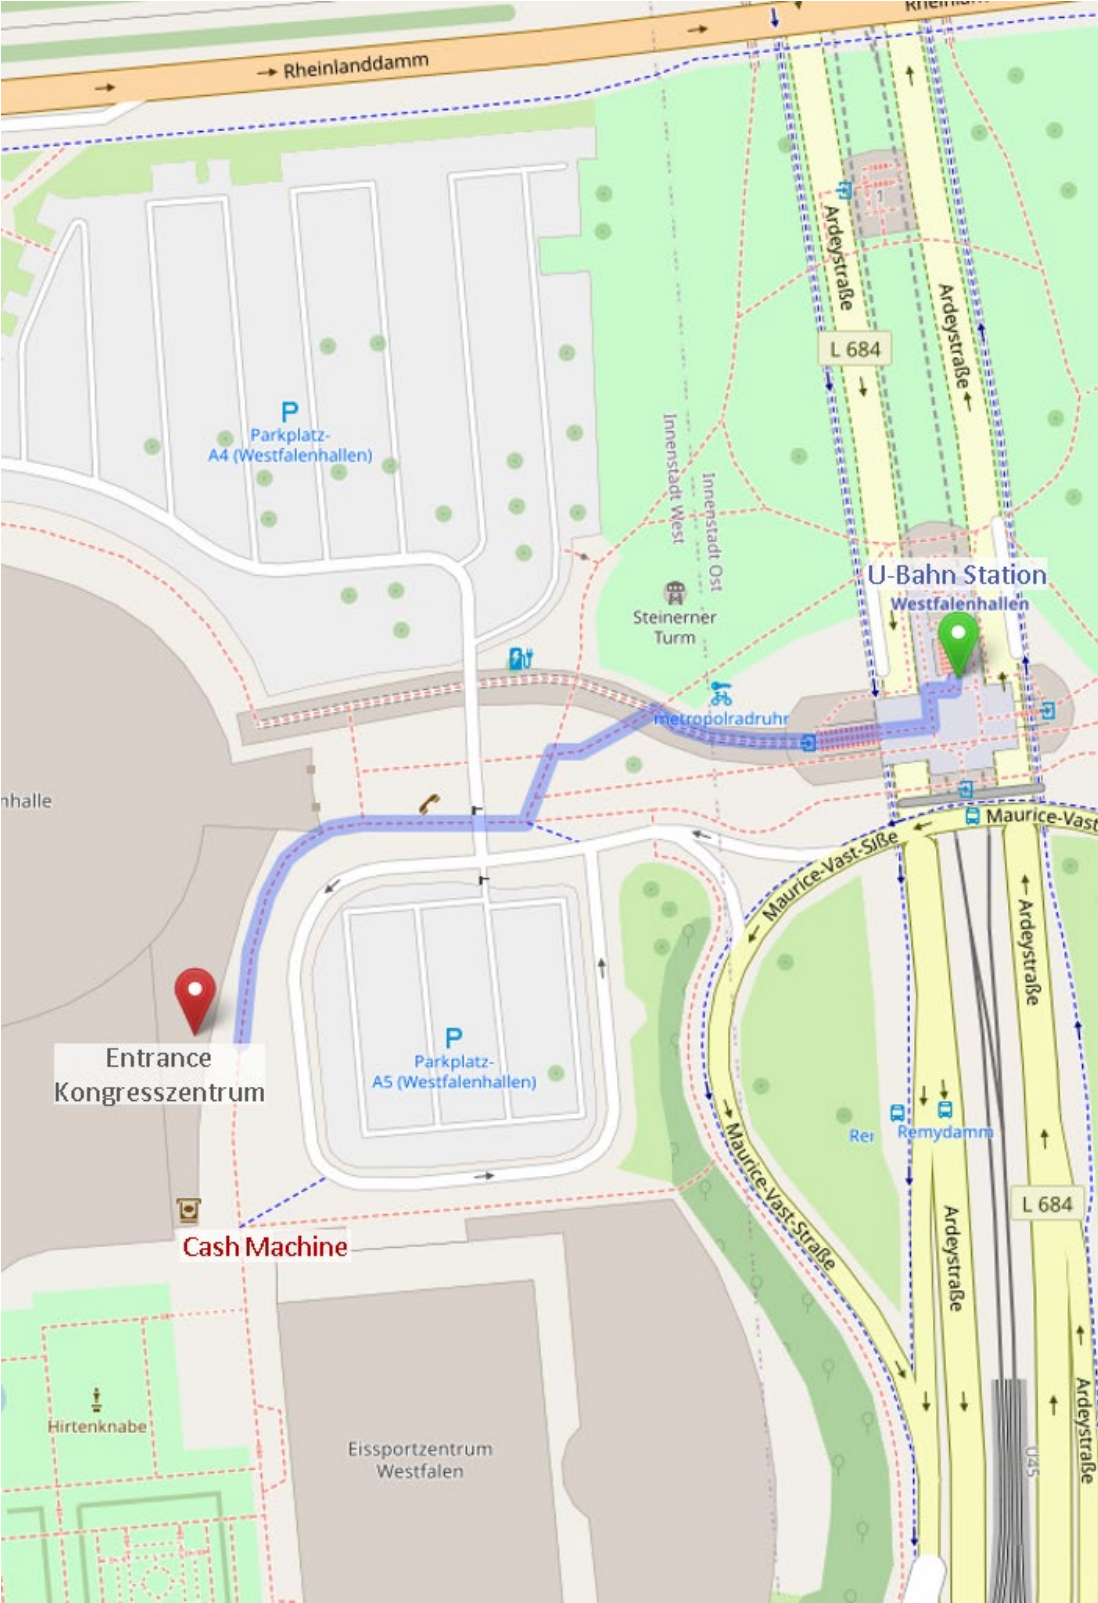 Rheinlanddamm
Ardeystraße
Ardeystraße
1
L 684
P
Parkplatz-
A4 (Westfalenhallen)
Innenstadt West
Innenstadt Ost
U-Bahn Station
Westfalenhallen
Steinerner
Turm
metropolradruhr
nhalle
Maurice-Vast-
Maurice-Vast-
Ardeystraße
Entrance
Kongresszentrum
P
Parkplatz-
A5 (Westfalenhallen)
Rer
Remydamm
Maurice-Vast-Straße
L 684
Ardeystraße
Cash Machine
Hirtenknabe
Eissportzentrum
Westfalen
Ardeystraße
U45